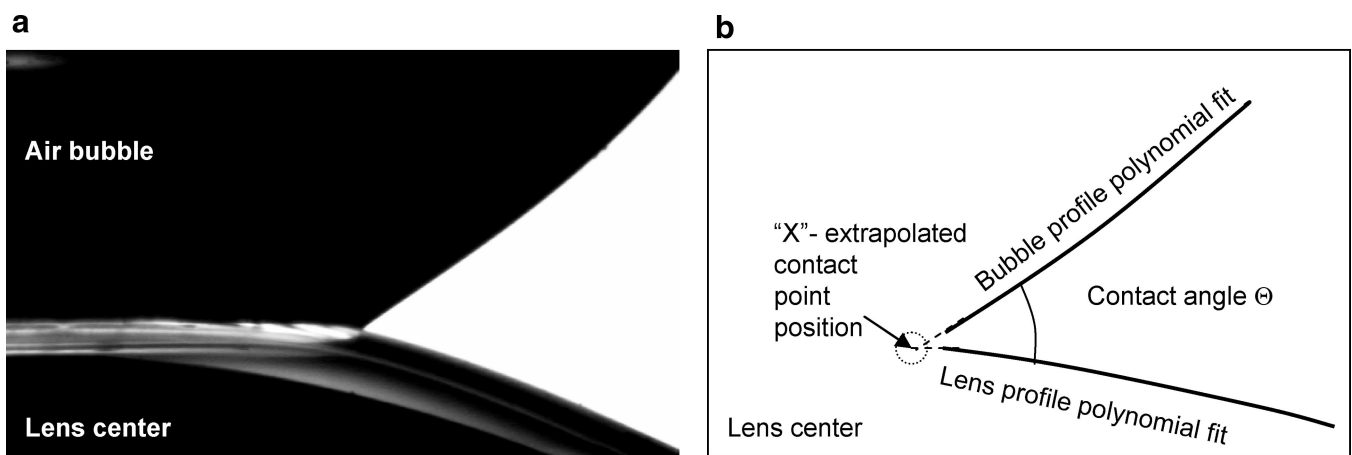 a
Air bubble
Lens center
b
Bubble profile polynomial fit
“X”- extrapolated
contact
point
position
Contact angle Θ
Lens profile polynomial fit
Lens center